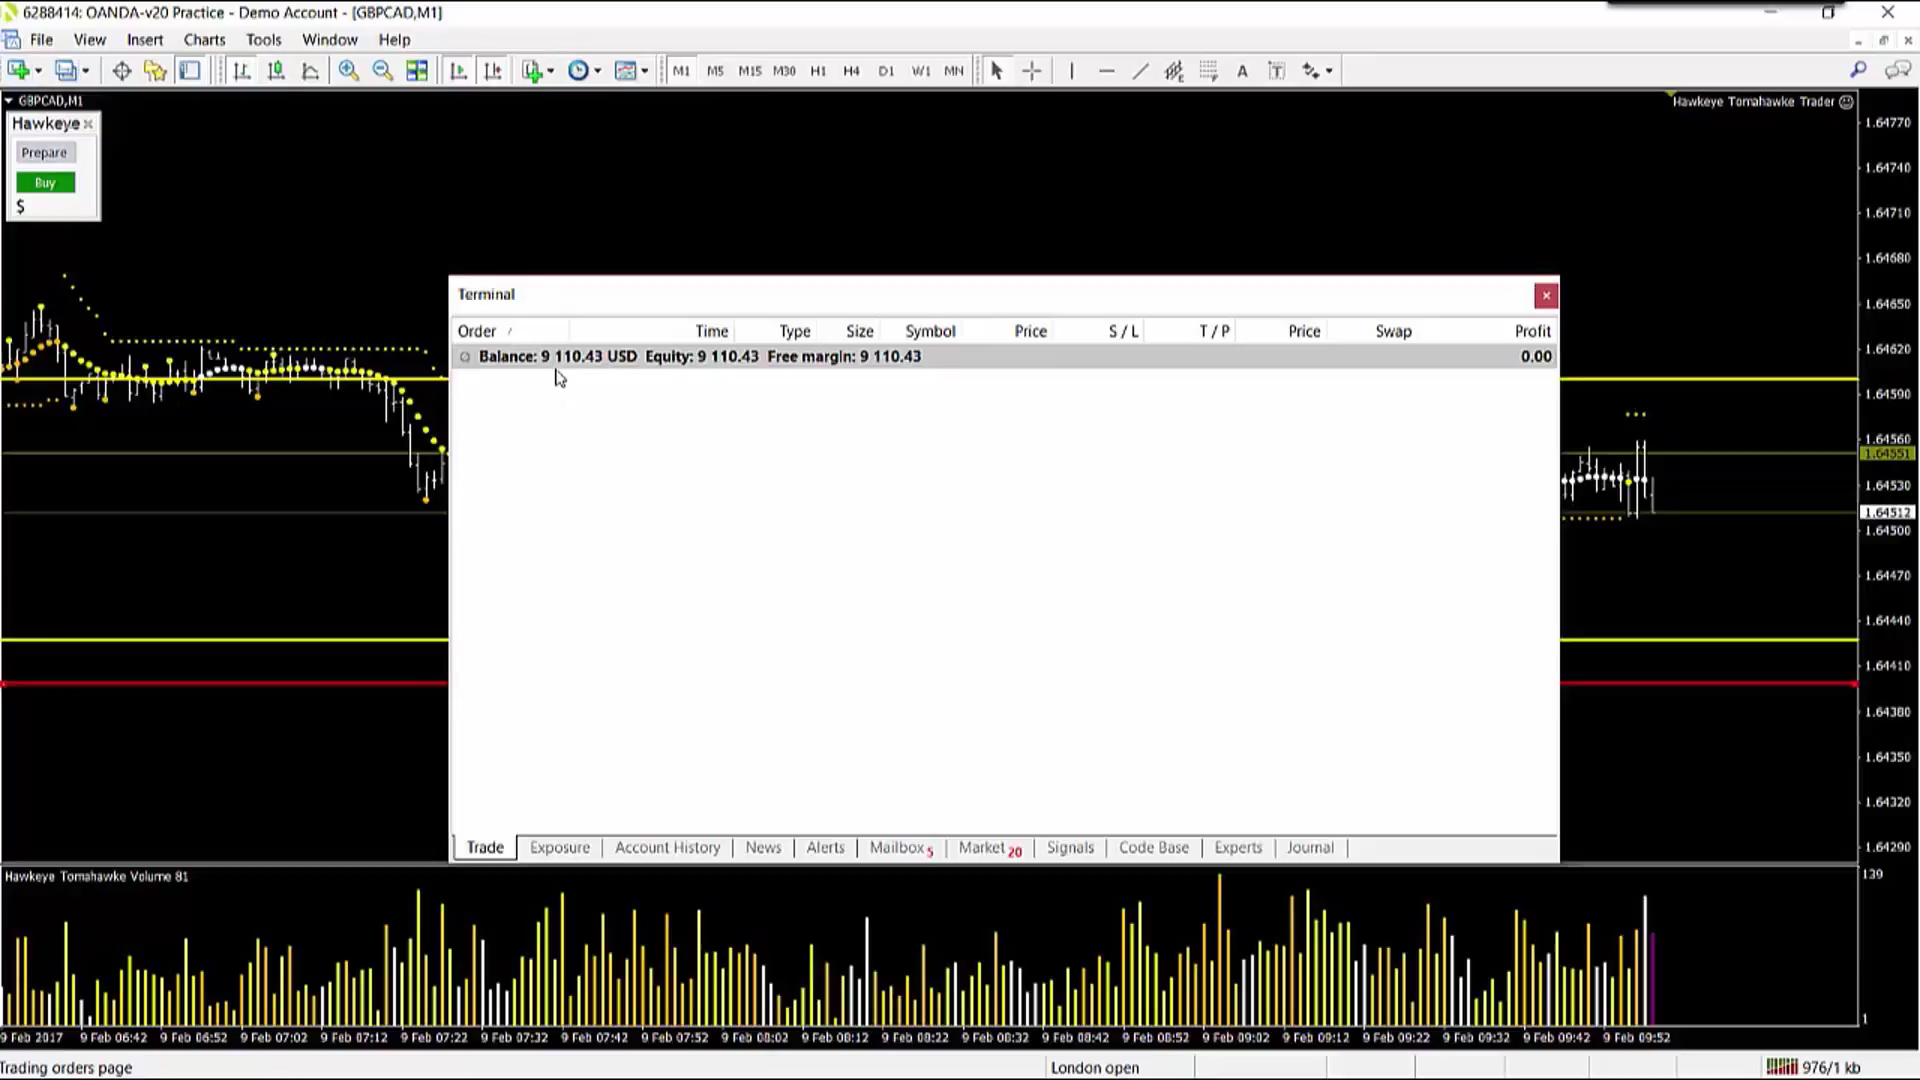 6288414: OANDA-v20 Practice - Demo Account - [GBPCAD,M1]
File View Insert Charts Tools Window Help
M1 M5 M15 M30 H1 H4 D1 W1 MN A T
GBPCAD,M1
Hawkeye Tomahawke Trader
Hawkeye
Prepare
Buy
$
1.64770
1.64740
1.64710
1.64680
1.64650
1.64620
1.64590
1.64560
1.64551
1.64530
1.64512
1.64500
1.64470
1.64440
1.64410
1.64380
1.64350
1.64320
1.64290
Terminal
Order / Time Type Size Symbol Price S / L T / P Price Swap Profit
Balance: 9 110.43 USD Equity: 9 110.43 Free margin: 9 110.43 0.00
Trade Exposure Account History News Alerts Mailbox 5 Market 20 Signals Code Base Experts Journal
Hawkeye Tomahawke Volume 81
139
1
9 Feb 2017 9 Feb 06:42 9 Feb 06:52 9 Feb 07:02 9 Feb 07:12 9 Feb 07:22 9 Feb 07:32 9 Feb 07:42 9 Feb 07:52 9 Feb 08:02 9 Feb 08:12 9 Feb 08:22 9 Feb 08:32 9 Feb 08:42 9 Feb 08:52 9 Feb 09:02 9 Feb 09:12 9 Feb 09:22 9 Feb 09:32 9 Feb 09:42 9 Feb 09:52
Trading orders page London open 976/1 kb